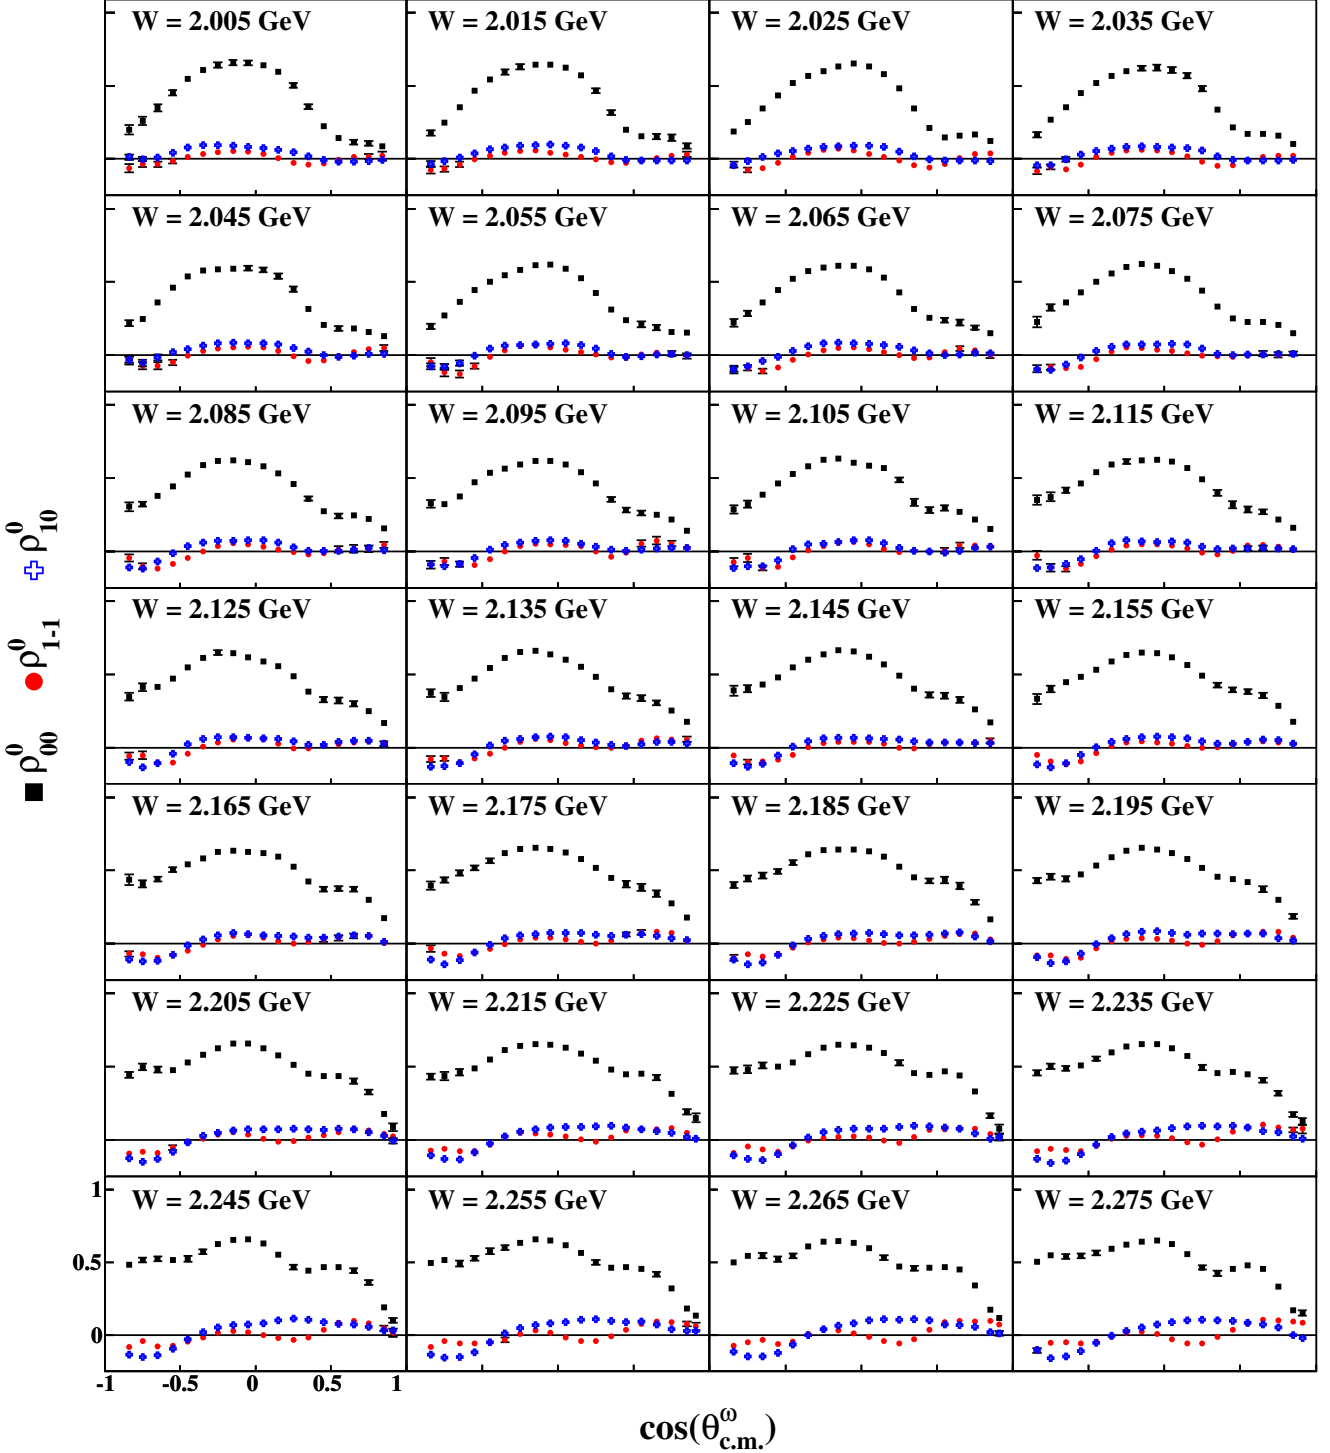 W = 2.005 GeV
W = 2.015 GeV
W = 2.025 GeV
W = 2.035 GeV
W = 2.045 GeV
W = 2.055 GeV
W = 2.065 GeV
W = 2.075 GeV
W = 2.085 GeV
W = 2.095 GeV
W = 2.105 GeV
W = 2.115 GeV
W = 2.125 GeV
W = 2.135 GeV
W = 2.145 GeV
W = 2.155 GeV
W = 2.165 GeV
W = 2.175 GeV
W = 2.185 GeV
W = 2.195 GeV
W = 2.205 GeV
W = 2.215 GeV
W = 2.225 GeV
W = 2.235 GeV
W = 2.245 GeV
W = 2.255 GeV
W = 2.265 GeV
W = 2.275 GeV
■ ρ⁰₀₀ ● ρ⁰₁₋₁ ✚ ρ⁰₁₀
1
0.5
0
-1 -0.5 0 0.5 1
cos(θ^ω_c.m.)